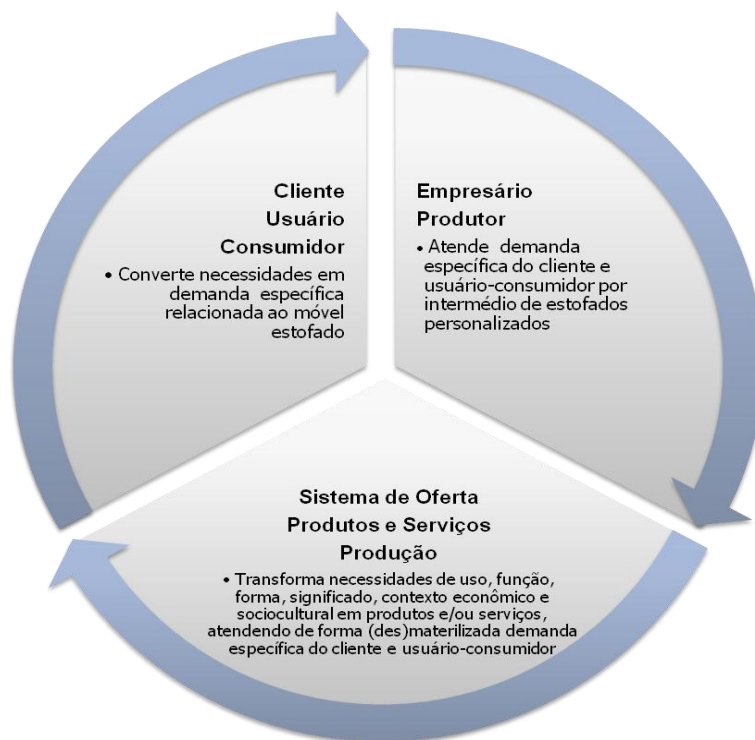 Cliente
Usuário
Consumidor
• Converte necessidades em
demanda específica
relacionada ao móvel
estofado
Empresário
Produtor
• Atende demanda
específica do cliente e
usuário-consumidor por
intermédio de estofados
personalizados
Sistema de Oferta
Produtos e Serviços
Produção
• Transforma necessidades de uso, função,
forma, significado, contexto econômico e
sociocultural em produtos e/ou serviços,
atendendo de forma (des)materilizada demanda
específica do cliente e usuário-consumidor